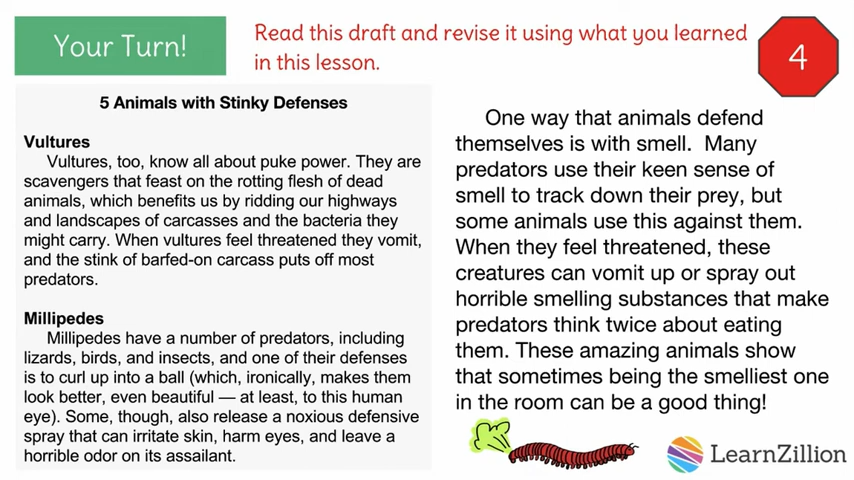 Your Turn!
Read this draft and revise it using what you learned
in this lesson.
4
5 Animals with Stinky Defenses
Vultures
Vultures, too, know all about puke power. They are
scavengers that feast on the rotting flesh of dead
animals, which benefits us by ridding our highways
and landscapes of carcasses and the bacteria they
might carry. When vultures feel threatened they vomit,
and the stink of barfed-on carcass puts off most
predators.
Millipedes
Millipedes have a number of predators, including
lizards, birds, and insects, and one of their defenses
is to curl up into a ball (which, ironically, makes them
look better, even beautiful — at least, to this human
eye). Some, though, also release a noxious defensive
spray that can irritate skin, harm eyes, and leave a
horrible odor on its assailant.
One way that animals defend
themselves is with smell.  Many
predators use their keen sense of
smell to track down their prey, but
some animals use this against them.
When they feel threatened, these
creatures can vomit up or spray out
horrible smelling substances that make
predators think twice about eating
them. These amazing animals show
that sometimes being the smelliest one
in the room can be a good thing!
LearnZillion